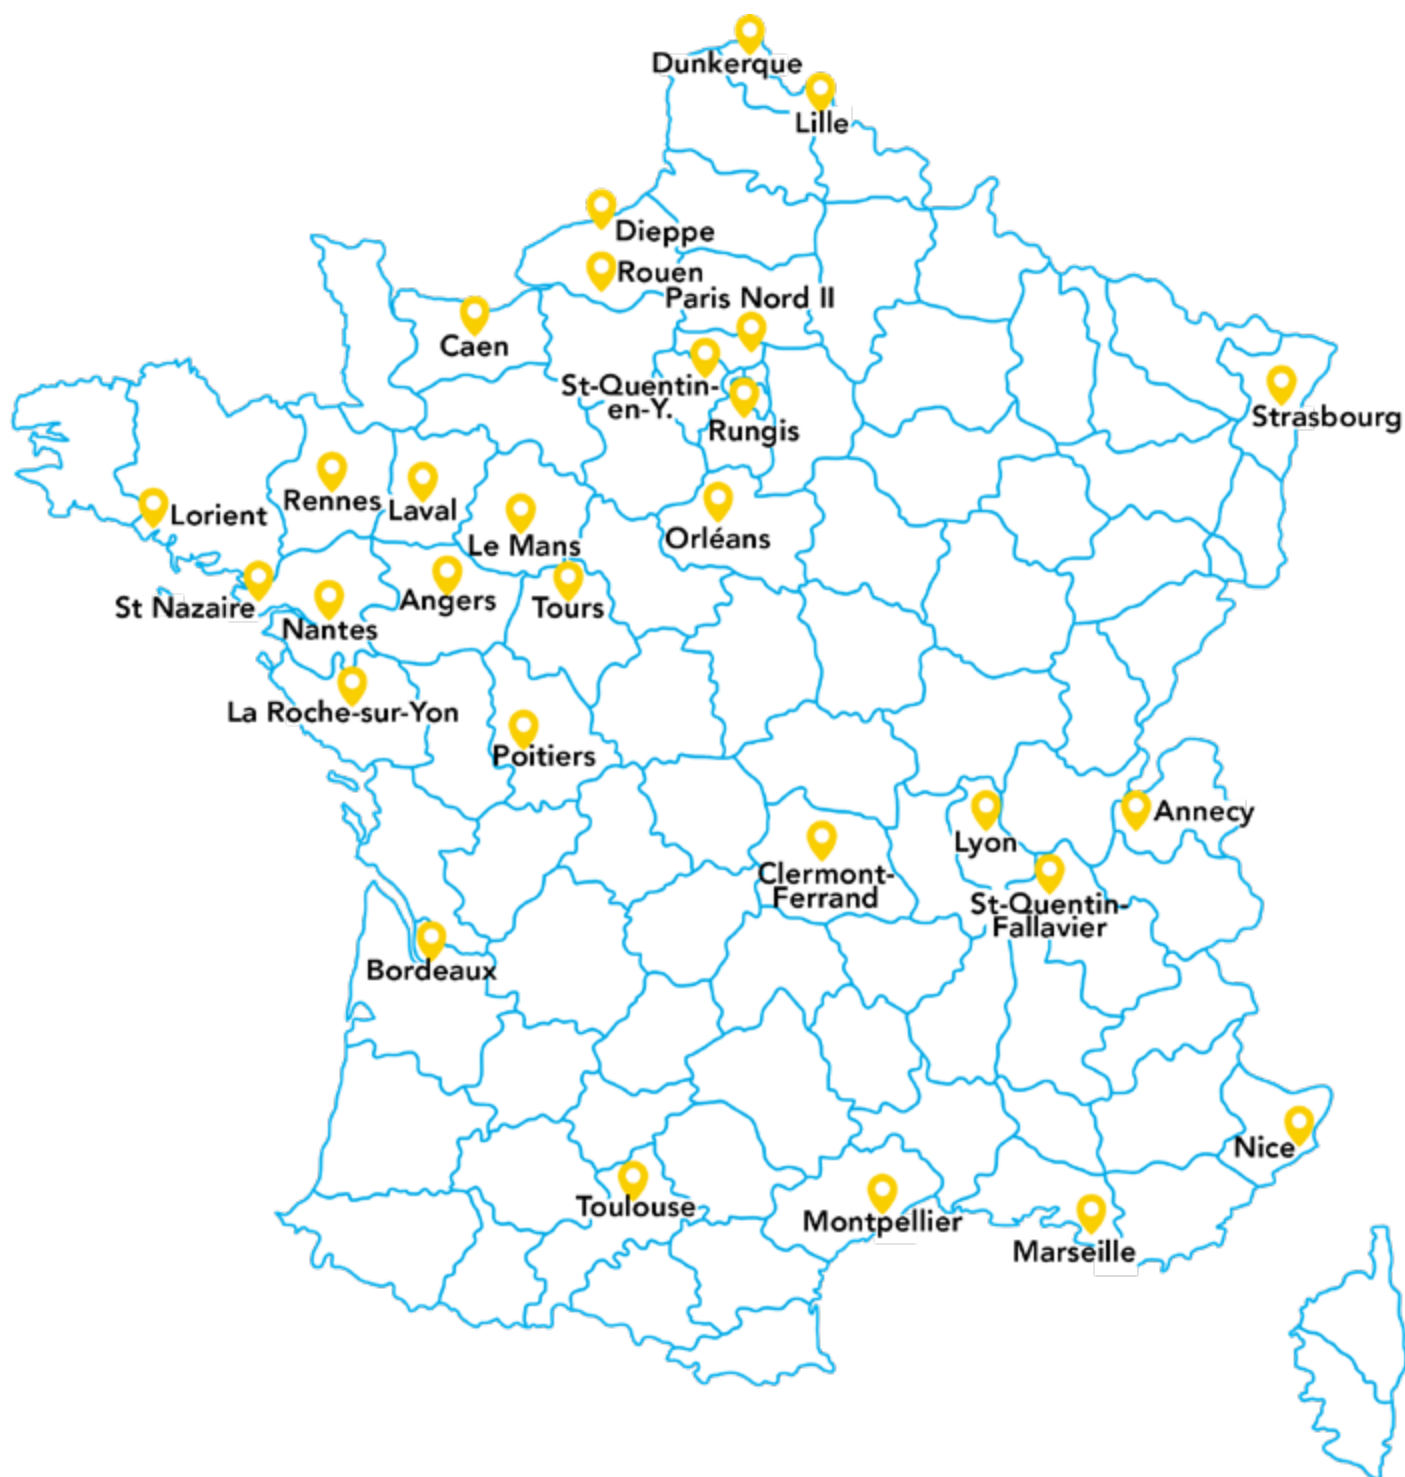 Dunkerque
Lille
Dieppe
Rouen
Paris Nord II
Caen
St-Quentin-
en-Y.
Rungis
Strasbourg
Lorient
Rennes
Laval
Le Mans
Orléans
St Nazaire
Nantes
Angers
Tours
La Roche-sur-Yon
Poitiers
Annecy
Lyon
Clermont-
Ferrand
St-Quentin-
Fallavier
Bordeaux
Nice
Toulouse
Montpellier
Marseille